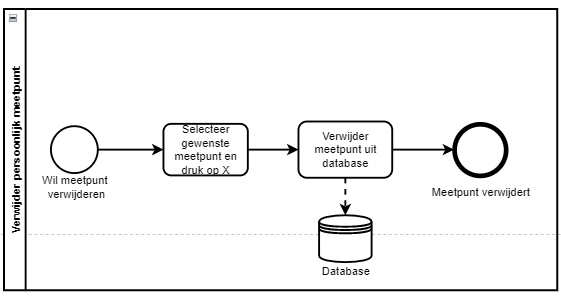 Verwijder persoonlijk meetpunt
Wil meetpunt
verwijderen
Selecteer
gewenste
meetpunt en
druk op X
Verwijder
meetpunt uit
database
Database
Meetpunt verwijdert